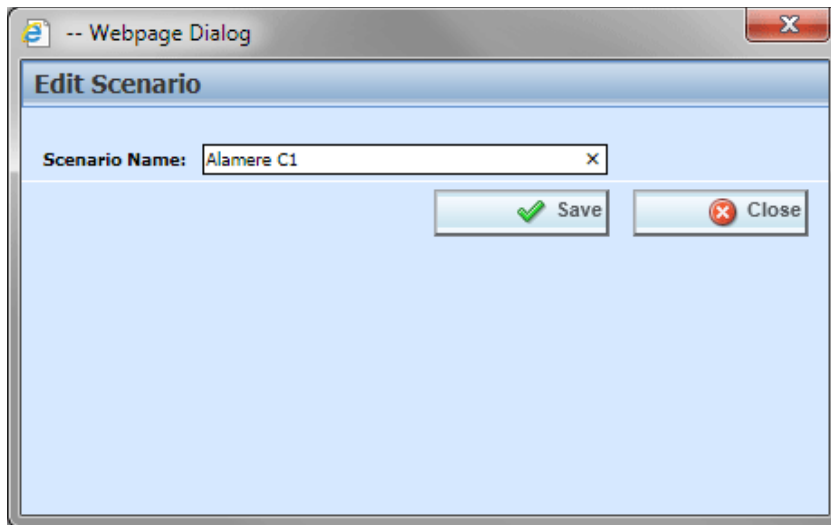 -- Webpage Dialog
Edit Scenario
Scenario Name: Alamere C1
Save Close